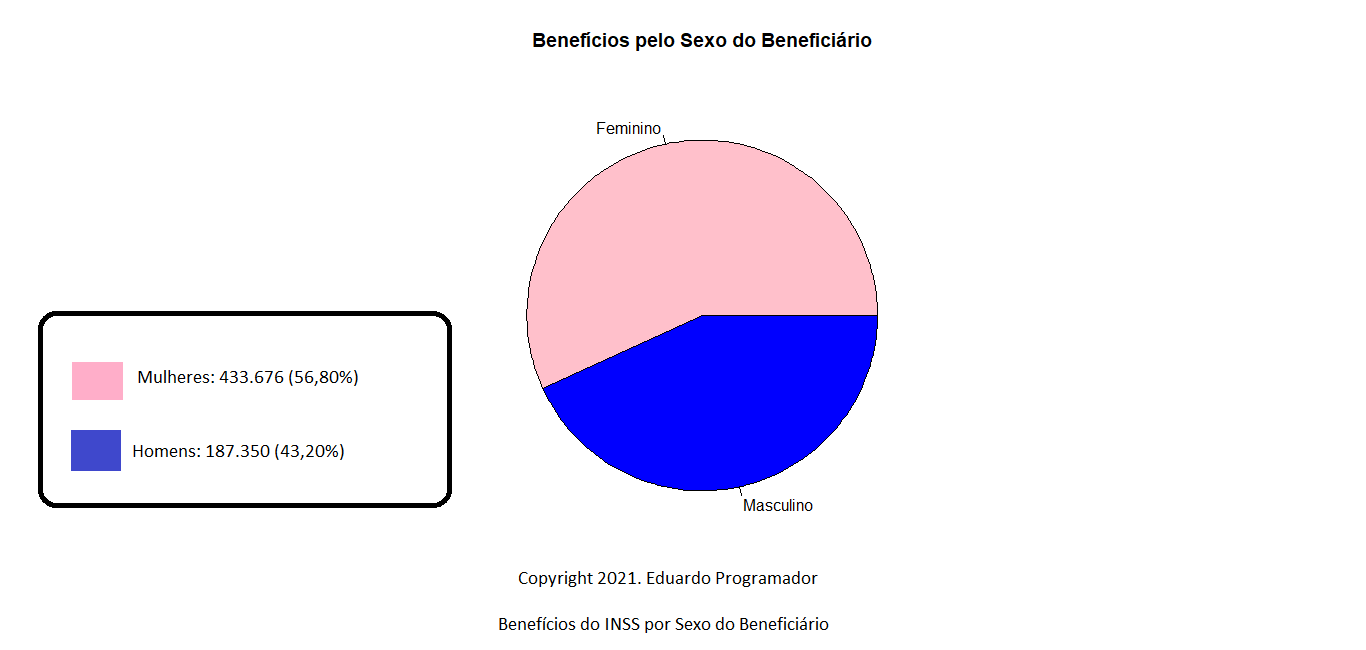 Benefícios pelo Sexo do Beneficiário
Feminino
Mulheres: 433.676 (56,80%)
Homens: 187.350 (43,20%)
Masculino
Copyright 2021. Eduardo Programador
Benefícios do INSS por Sexo do Beneficiário